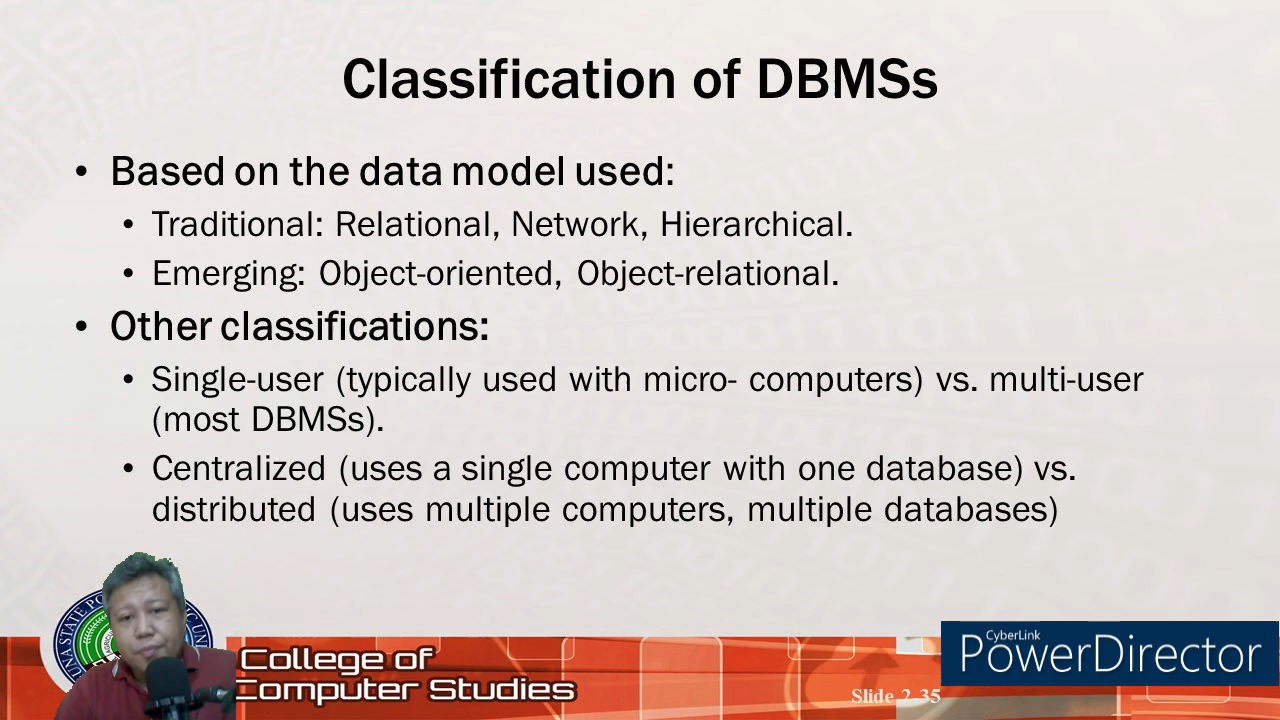 Classification of DBMSs
• Based on the data model used:
• Traditional: Relational, Network, Hierarchical.
• Emerging: Object-oriented, Object-relational.
• Other classifications:
• Single-user (typically used with micro- computers) vs. multi-user
(most DBMSs).
• Centralized (uses a single computer with one database) vs.
distributed (uses multiple computers, multiple databases)
College of
Computer Studies
Slide 2-35
CyberLink
PowerDirector